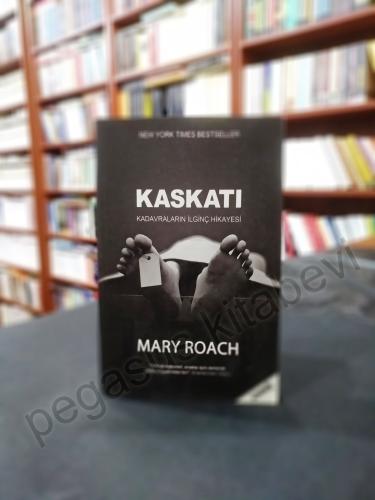 NEW YORK TIMES BESTSELLER
KASKATI
KADAVRALARIN İLGİNÇ HİKAYESİ
MARY ROACH
pegasus kitabevi